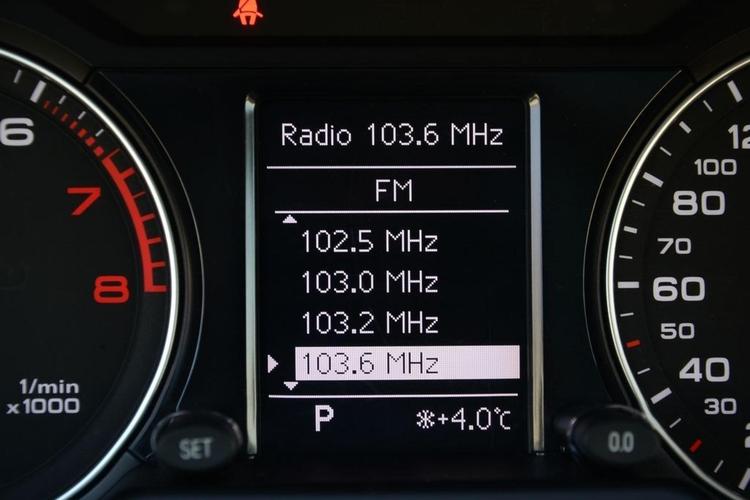 Radio 103.6 MHz
FM
102.5 MHz
103.0 MHz
103.2 MHz
103.6 MHz
P
+4.0°C
6
7
8
1/min
x1000
SET
100
80
70
60
50
40
30
0.0